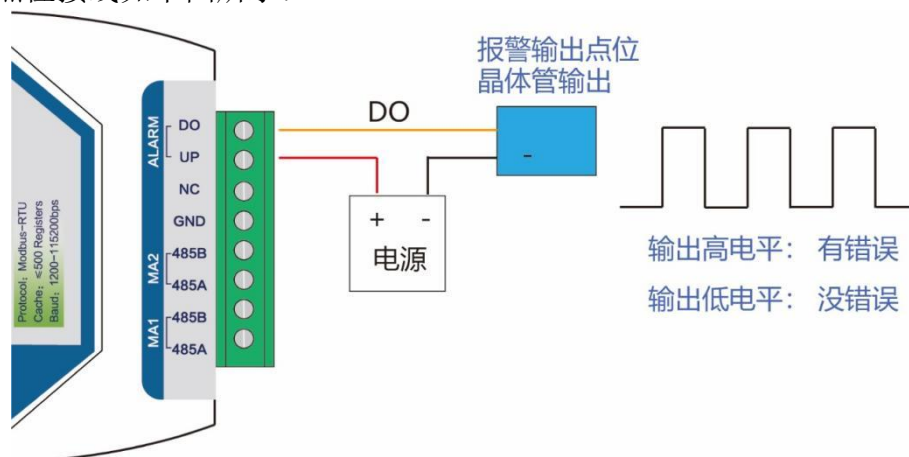 报警输出点位
晶体管输出
DO
ALARM
DO
UP
NC
GND
MA2
485B
485A
MA1
485B
485A
Protocol: Modbus-RTU
Cache: ≤500 Registers
Baud: 1200-115200bps
-
+ -
电源
输出高电平: 有错误
输出低电平: 没错误